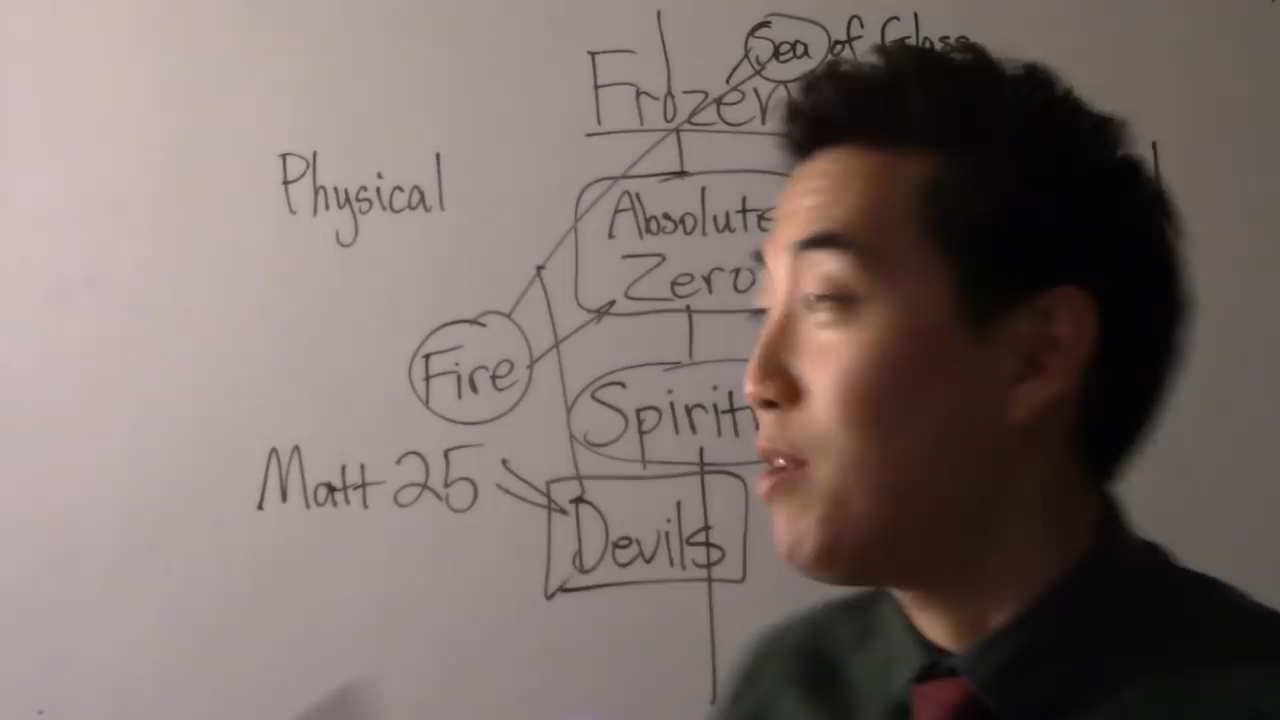 Sea of Glass
Frozen
Physical
Absolute
Zero
Fire
Spirit
Matt 25
Devils